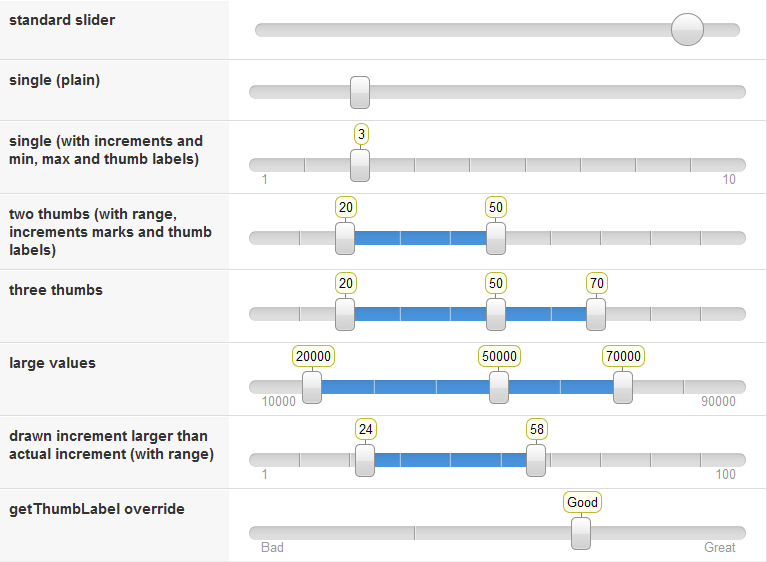 standard slider
single (plain)
single (with increments and
min, max and thumb labels)
3
1 10
two thumbs (with range,
increments marks and thumb
labels)
20 50
three thumbs
20 50 70
large values
20000 50000 70000
10000 90000
drawn increment larger than
actual increment (with range)
24 58
1 100
getThumbLabel override
Good
Bad Great